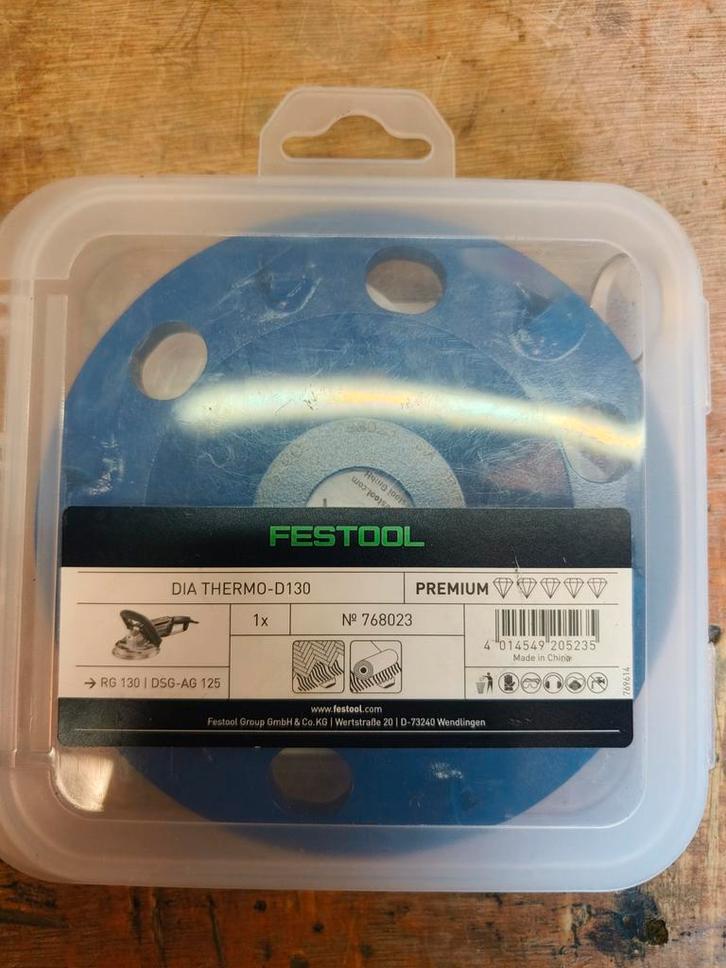 FESTOOL
DIA THERMO-D130
PREMIUM
1x
№ 768023
4 014549 205235
Made in China
→ RG 130 | DSG-AG 125
769614
www.festool.com
Festool Group GmbH & Co.KG | Wertstraße 20 | D-73240 Wendlingen